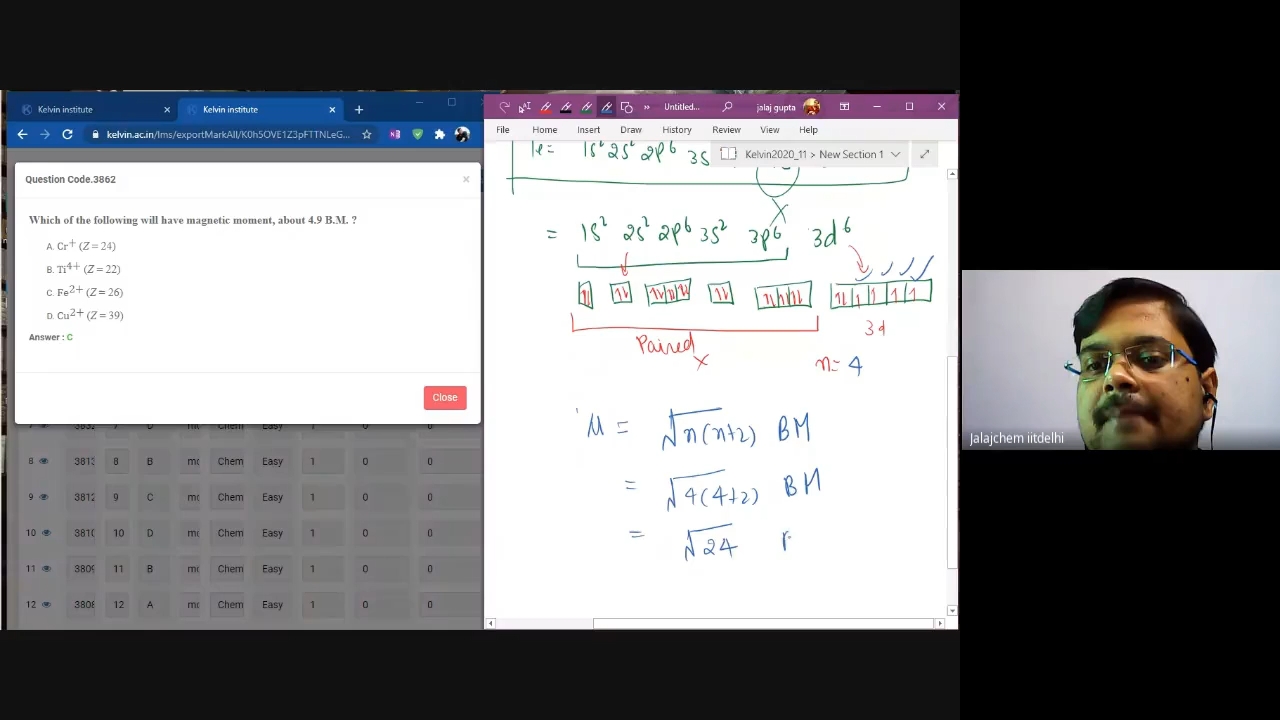 Kelvin institute
Kelvin institute
kelvin.ac.in/lms/exportMarkAll/K0h5OVE1Z3pFTTNLeG...
Question Code.3862
Which of the following will have magnetic moment, about 4.9 B.M. ?
A. Cr⁺ (Z = 24)
B. Ti⁴⁺ (Z = 22)
C. Fe²⁺ (Z = 26)
D. Cu²⁺ (Z = 39)
Answer : C
Close
8 3813 8 B Chem Easy 1 0 0
9 3812 9 C Chem Easy 1 0 0
10 3810 10 D Chem Easy 1 0 0
11 3809 11 B Chem Easy 1 0 0
12 3808 12 A Chem Easy 1 0 0
Untitled...
jalaj gupta
File Home Insert Draw History Review View Help
Kelvin2020_11 > New Section 1
1s² 2s² 2p⁶ 3s
= 1s² 2s² 2p⁶ 3s² 3p⁶ 3d⁶
3d
Paired
x
n = 4
μ = √n(n+2) BM
= √4(4+2) BM
= √24
Jalajchem iitdelhi